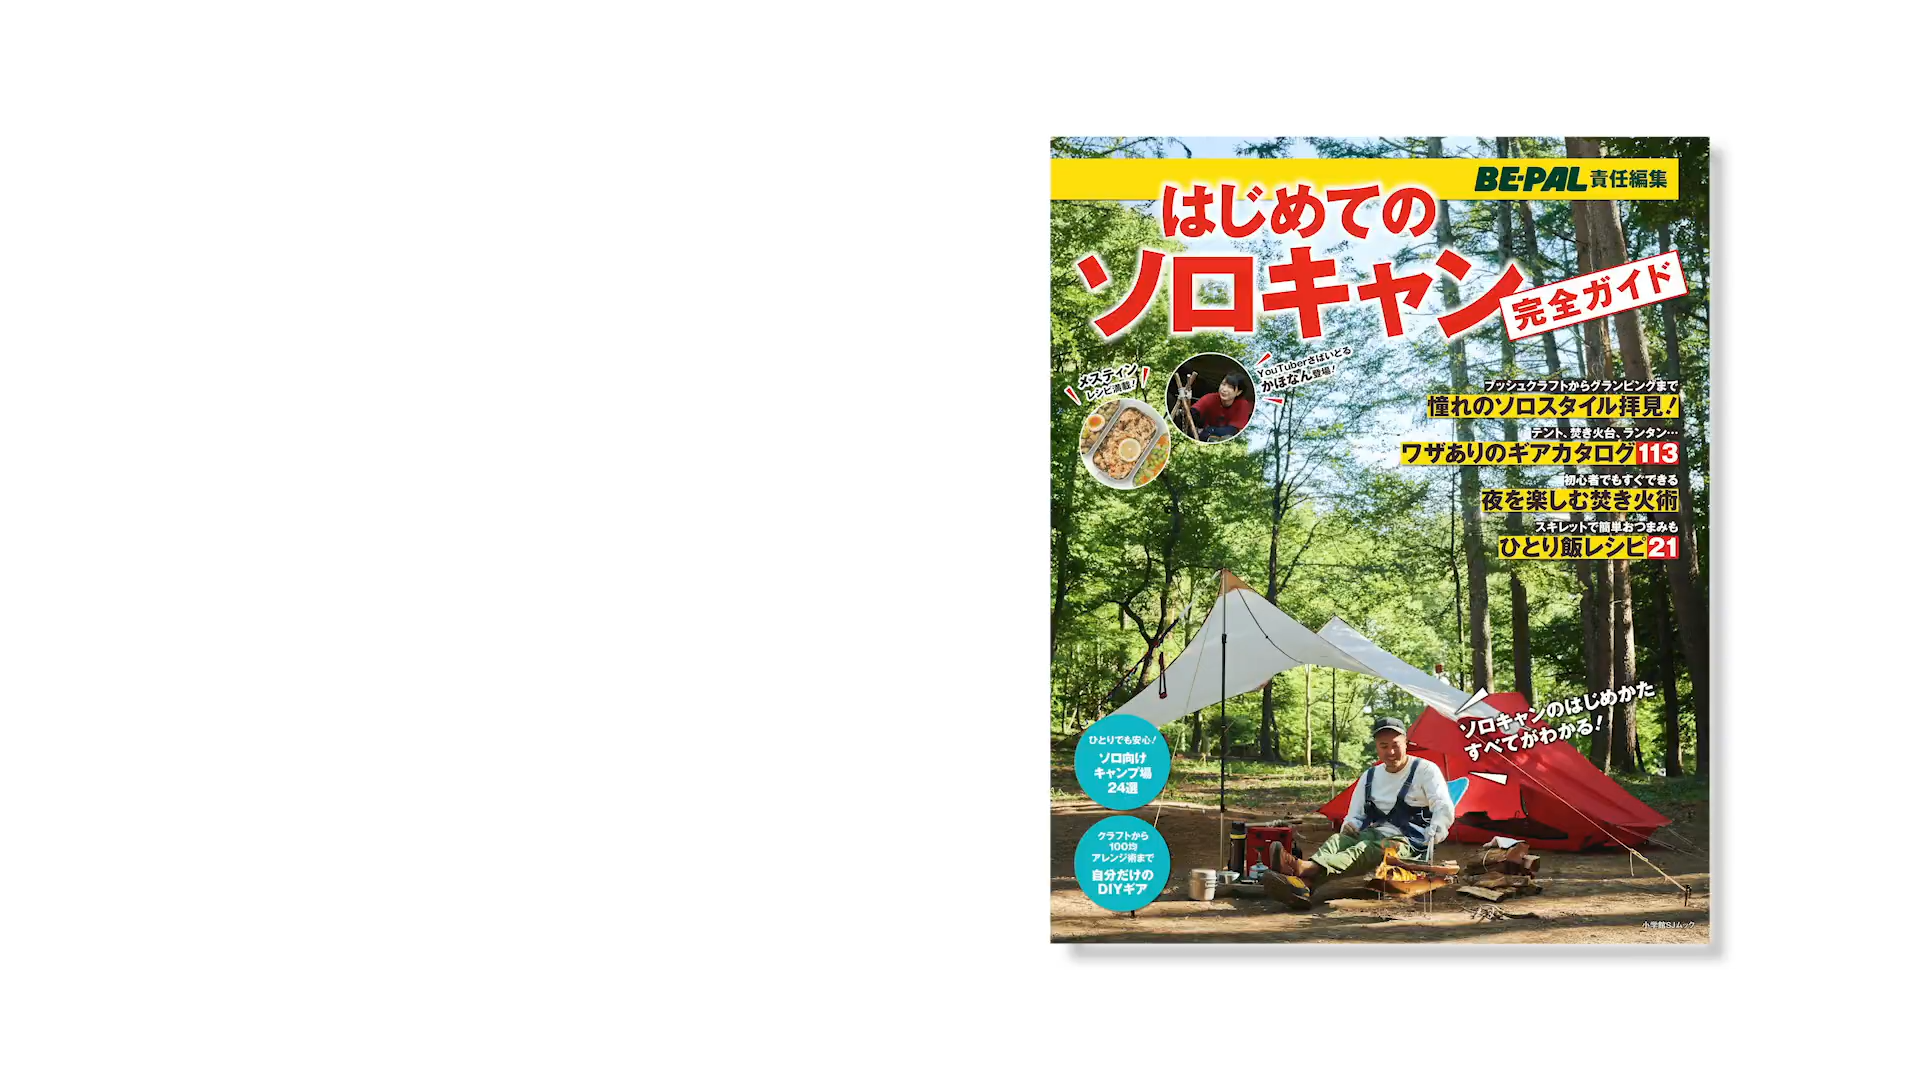 BE-PAL責任編集
はじめての
ソロキャン
完全ガイド
メスティン
レシピ満載!
YouTuberさばいどる
かほなん登場!
ブッシュクラフトからグランピングまで
憧れのソロスタイル拝見!
テント、焚き火台、ランタン…
ワザありのギアカタログ113
初心者でもすぐできる
夜を楽しむ焚き火術
スキレットで簡単おつまみも
ひとり飯レシピ21
ソロキャンのはじめかた
すべてがわかる!
ひとりでも安心!
ソロ向け
キャンプ場
24選
クラフトから
100均
アレンジ術まで
自分だけの
DIYギア
小学館SJムック